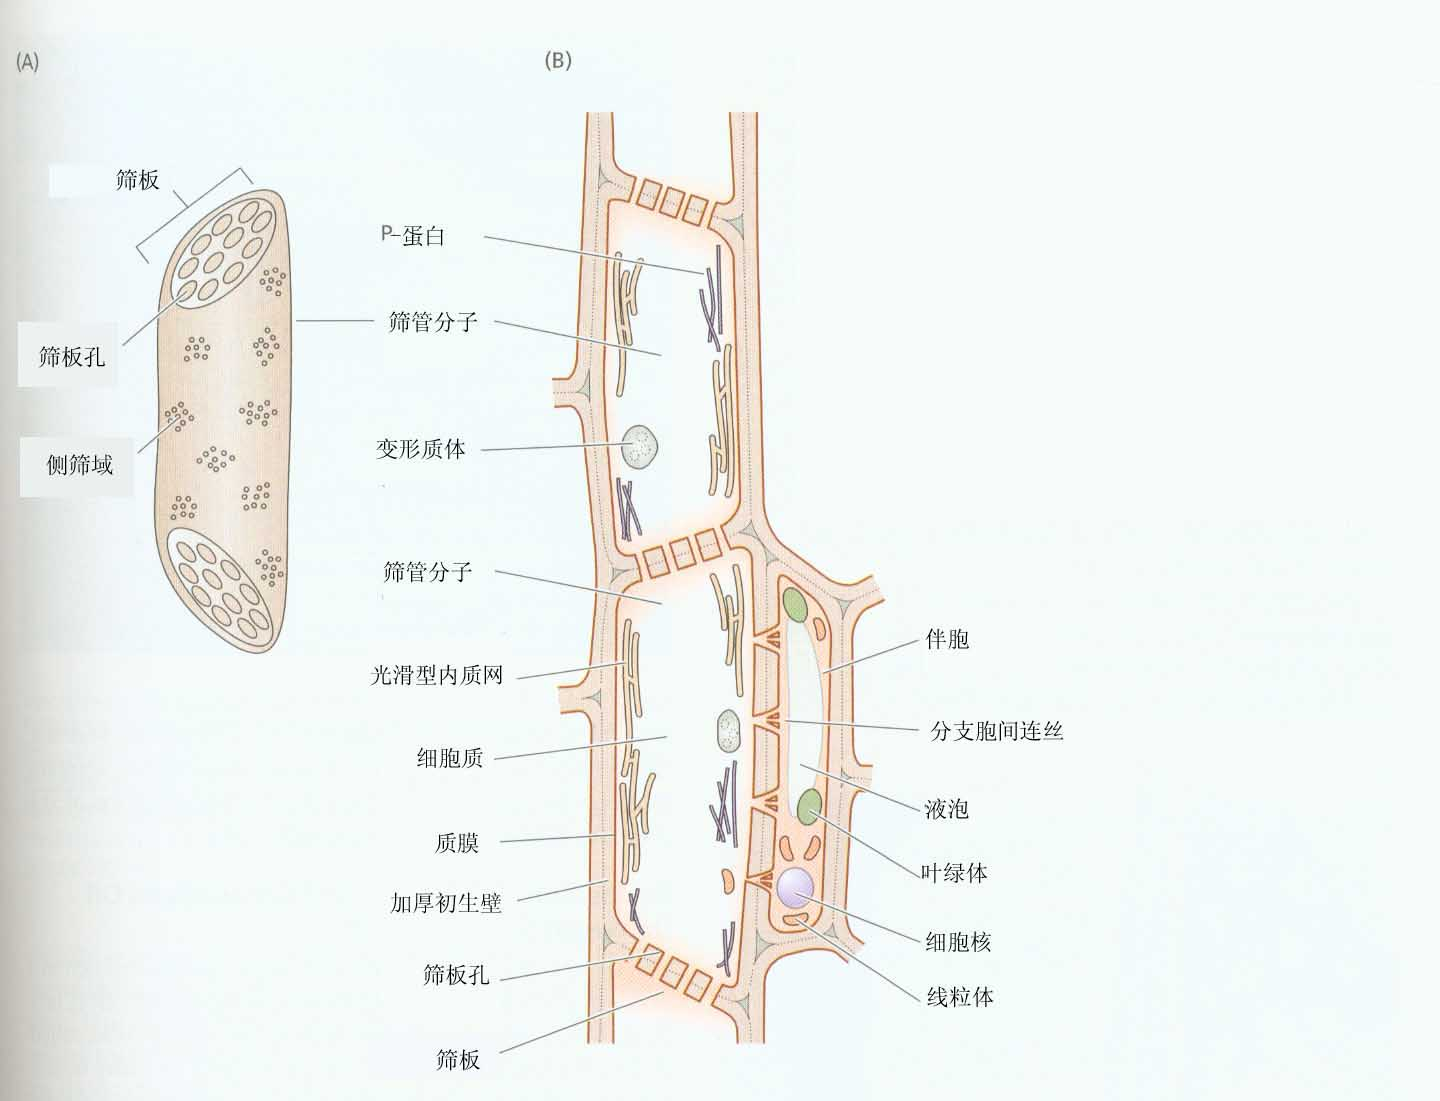 (A)
筛板
筛板孔
侧筛域
(B)
P-蛋白
筛管分子
变形质体
筛管分子
光滑型内质网
细胞质
质膜
加厚初生壁
筛板孔
筛板
伴胞
分支胞间连丝
液泡
叶绿体
细胞核
线粒体